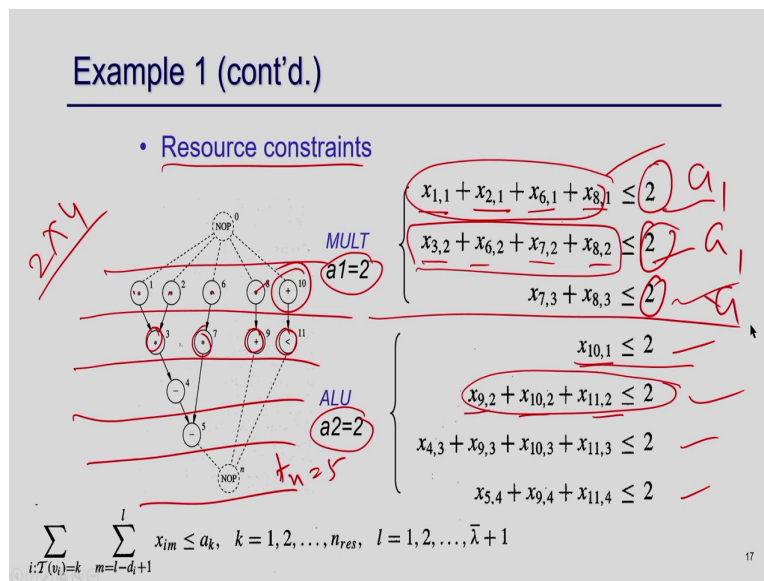 Example 1 (cont'd.)
• Resource constraints
2x4
NOP 0
MULT
a1=2
* 1 * 2 * 6 * 8 + 10
* 3 * 7 + 9 < 11
- 4
- 5
NOP n
ALU
a2=2
tn=5
x1,1 + x2,1 + x6,1 + x8,1 ≤ 2 a1
x3,2 + x6,2 + x7,2 + x8,2 ≤ 2 a1
x7,3 + x8,3 ≤ 2 a1
x10,1 ≤ 2
x9,2 + x10,2 + x11,2 ≤ 2
x4,3 + x9,3 + x10,3 + x11,3 ≤ 2
x5,4 + x9,4 + x11,4 ≤ 2
∑ i:T(vi)=k ∑ l m=l−di+1 xim ≤ ak, k = 1, 2, . . . , nres, l = 1, 2, . . . , λ̄ + 1
17